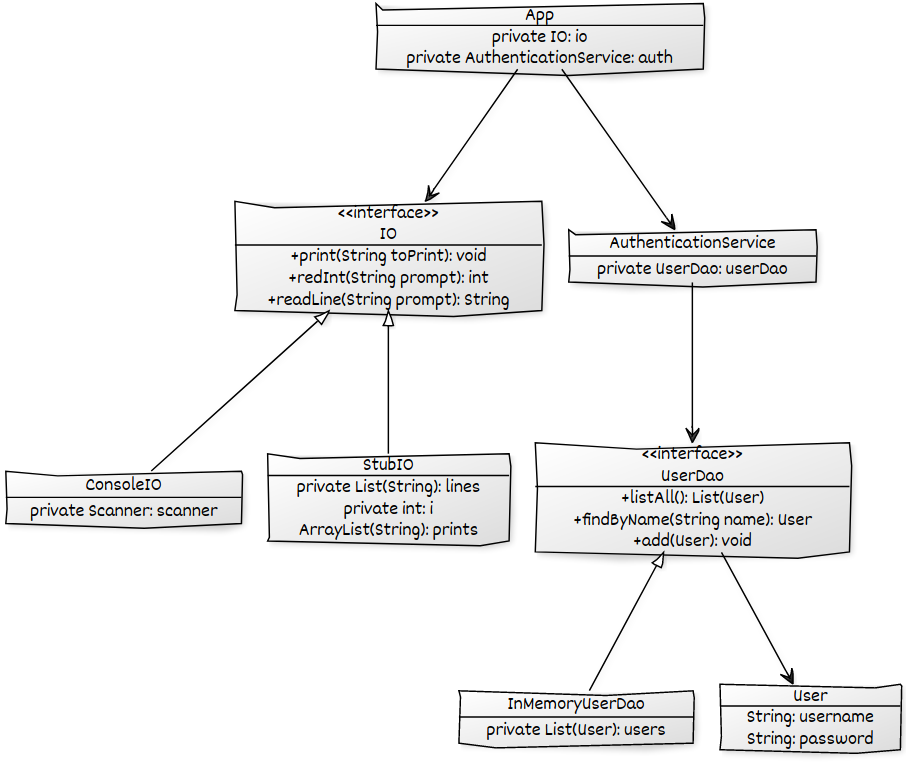 App
private IO: io
private AuthenticationService: auth
<<interface>>
IO
+print(String toPrint): void
+redInt(String prompt): int
+readLine(String prompt): String
AuthenticationService
private UserDao: userDao
ConsoleIO
private Scanner: scanner
StubIO
private List(String): lines
private int: i
ArrayList(String): prints
<<interface>>
UserDao
+listAll(): List(User)
+findByName(String name): User
+add(User): void
InMemoryUserDao
private List(User): users
User
String: username
String: password